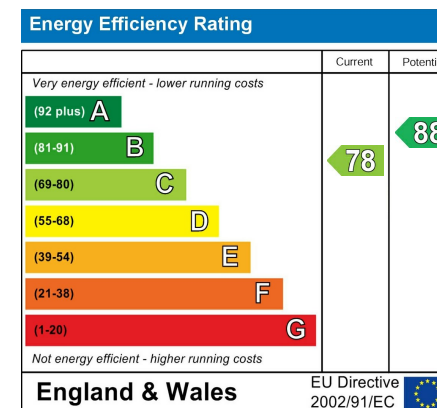 Energy Efficiency Rating
Current Potenti
Very energy efficient - lower running costs
(92 plus) A
(81-91) B
(69-80) C
(55-68) D
(39-54) E
(21-38) F
(1-20) G
78
88
Not energy efficient - higher running costs
England & Wales
EU Directive
2002/91/EC